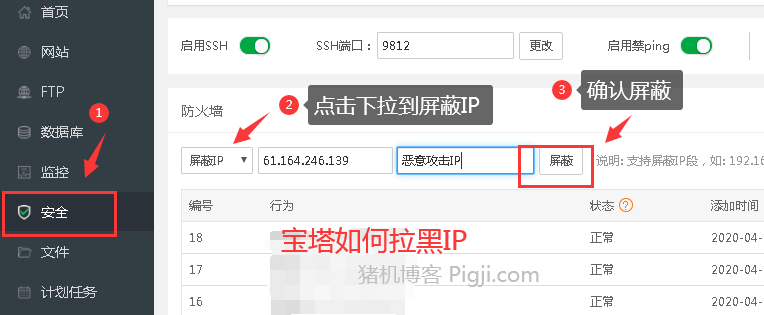 首页
网站
FTP
数据库
监控
安全
文件
计划任务
1
启用SSH
SSH端口：
9812
更改
启用禁ping
防火墙
2
点击下拉到屏蔽IP
3
确认屏蔽
屏蔽IP
61.164.246.139
恶意攻击IP
屏蔽
说明: 支持屏蔽IP段，如: 192.16
编号
行为
状态
?
添加时间
18
正常
2020-04-
宝塔如何拉黑IP
17
正常
2020-04-
猪机博客 Pigji.com
16
正常
2020-04-